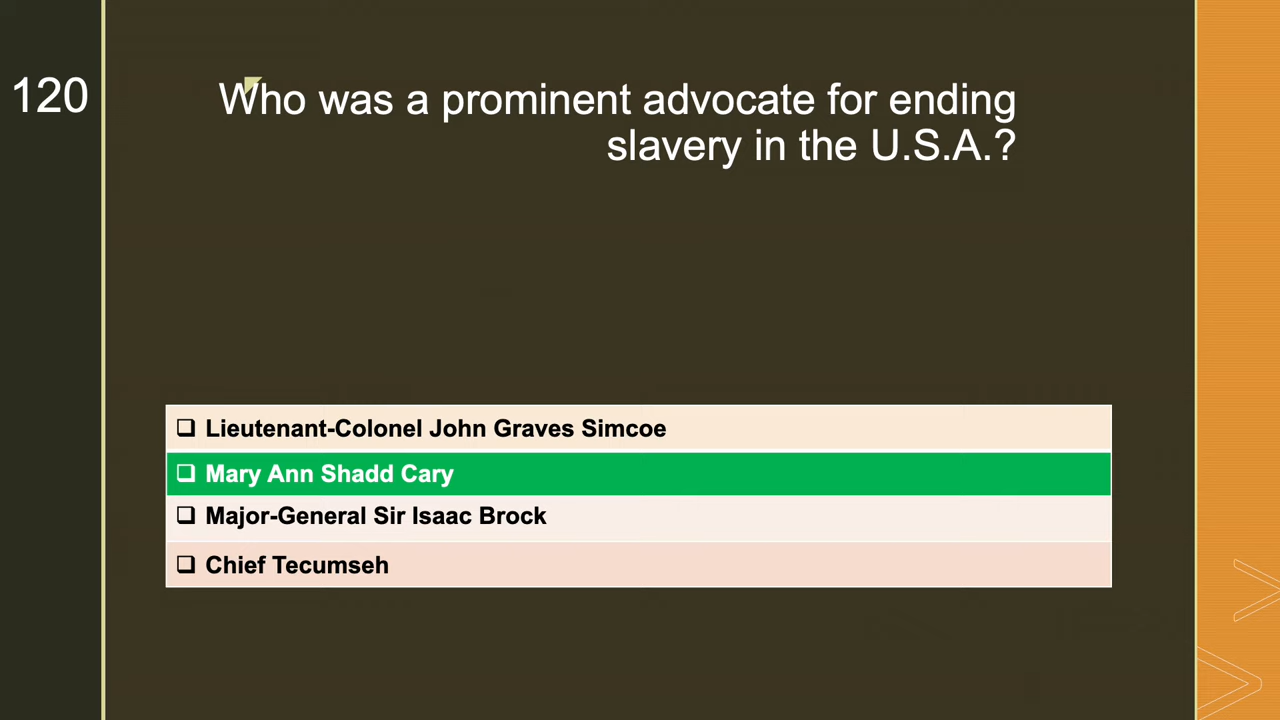 120
Who was a prominent advocate for ending
slavery in the U.S.A.?
Lieutenant-Colonel John Graves Simcoe
Mary Ann Shadd Cary
Major-General Sir Isaac Brock
Chief Tecumseh